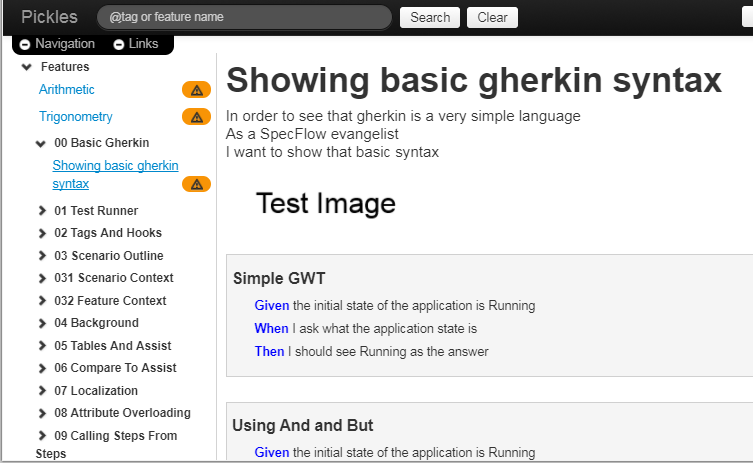 Pickles
@tag or feature name
Search
Clear
Navigation
Links
Features
Arithmetic
Trigonometry
00 Basic Gherkin
Showing basic gherkin
syntax
01 Test Runner
02 Tags And Hooks
03 Scenario Outline
031 Scenario Context
032 Feature Context
04 Background
05 Tables And Assist
06 Compare To Assist
07 Localization
08 Attribute Overloading
09 Calling Steps From
Steps
Showing basic gherkin syntax
In order to see that gherkin is a very simple language
As a SpecFlow evangelist
I want to show that basic syntax
Test Image
Simple GWT
Given the initial state of the application is Running
When I ask what the application state is
Then I should see Running as the answer
Using And and But
Given the initial state of the application is Running